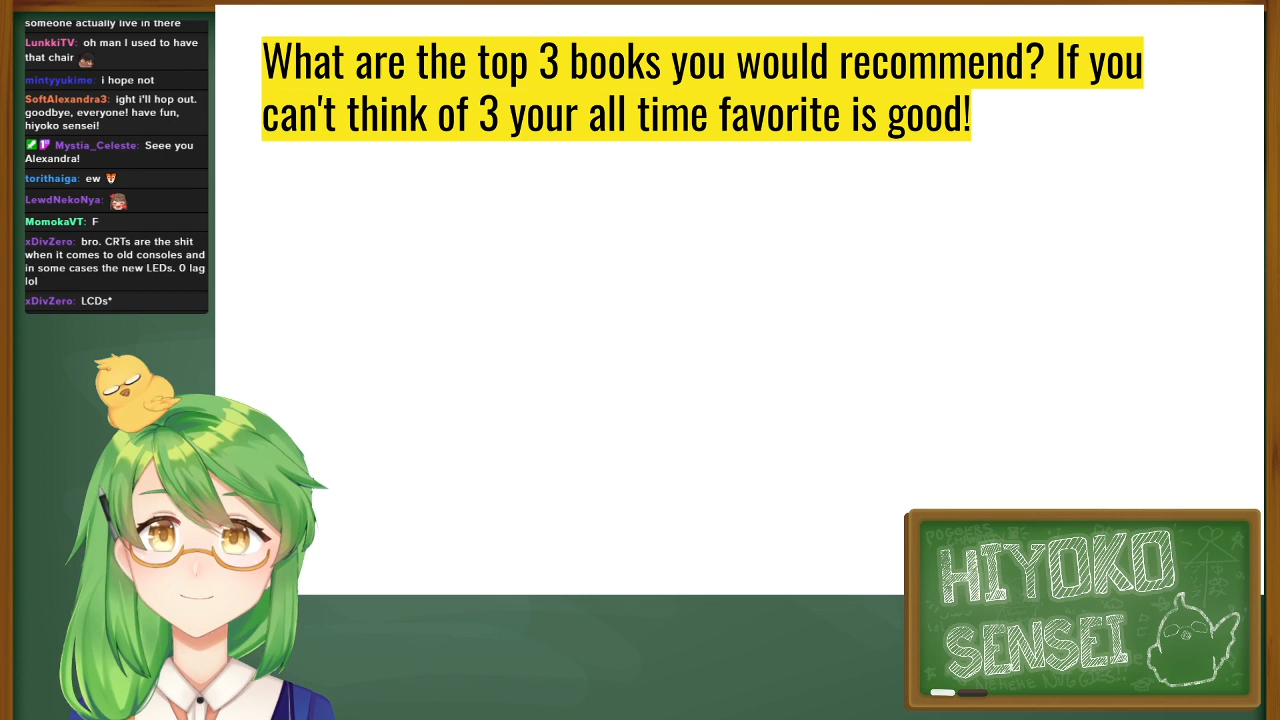 someone actually live in there
LunkkiTV: oh man I used to have
that chair
mintyyukime: i hope not
SoftAlexandra3: ight i'll hop out.
goodbye, everyone! have fun,
hiyoko sensei!
Mystia_Celeste: Seee you
Alexandra!
torithaiga: ew
LewdNekoNya:
MomokaVT: F
xDivZero: bro. CRTs are the shit
when it comes to old consoles and
in some cases the new LEDs. 0 lag
lol
xDivZero: LCDs*
What are the top 3 books you would recommend? If you
can't think of 3 your all time favorite is good!
POGGERS
HIYOKO
SENSEI